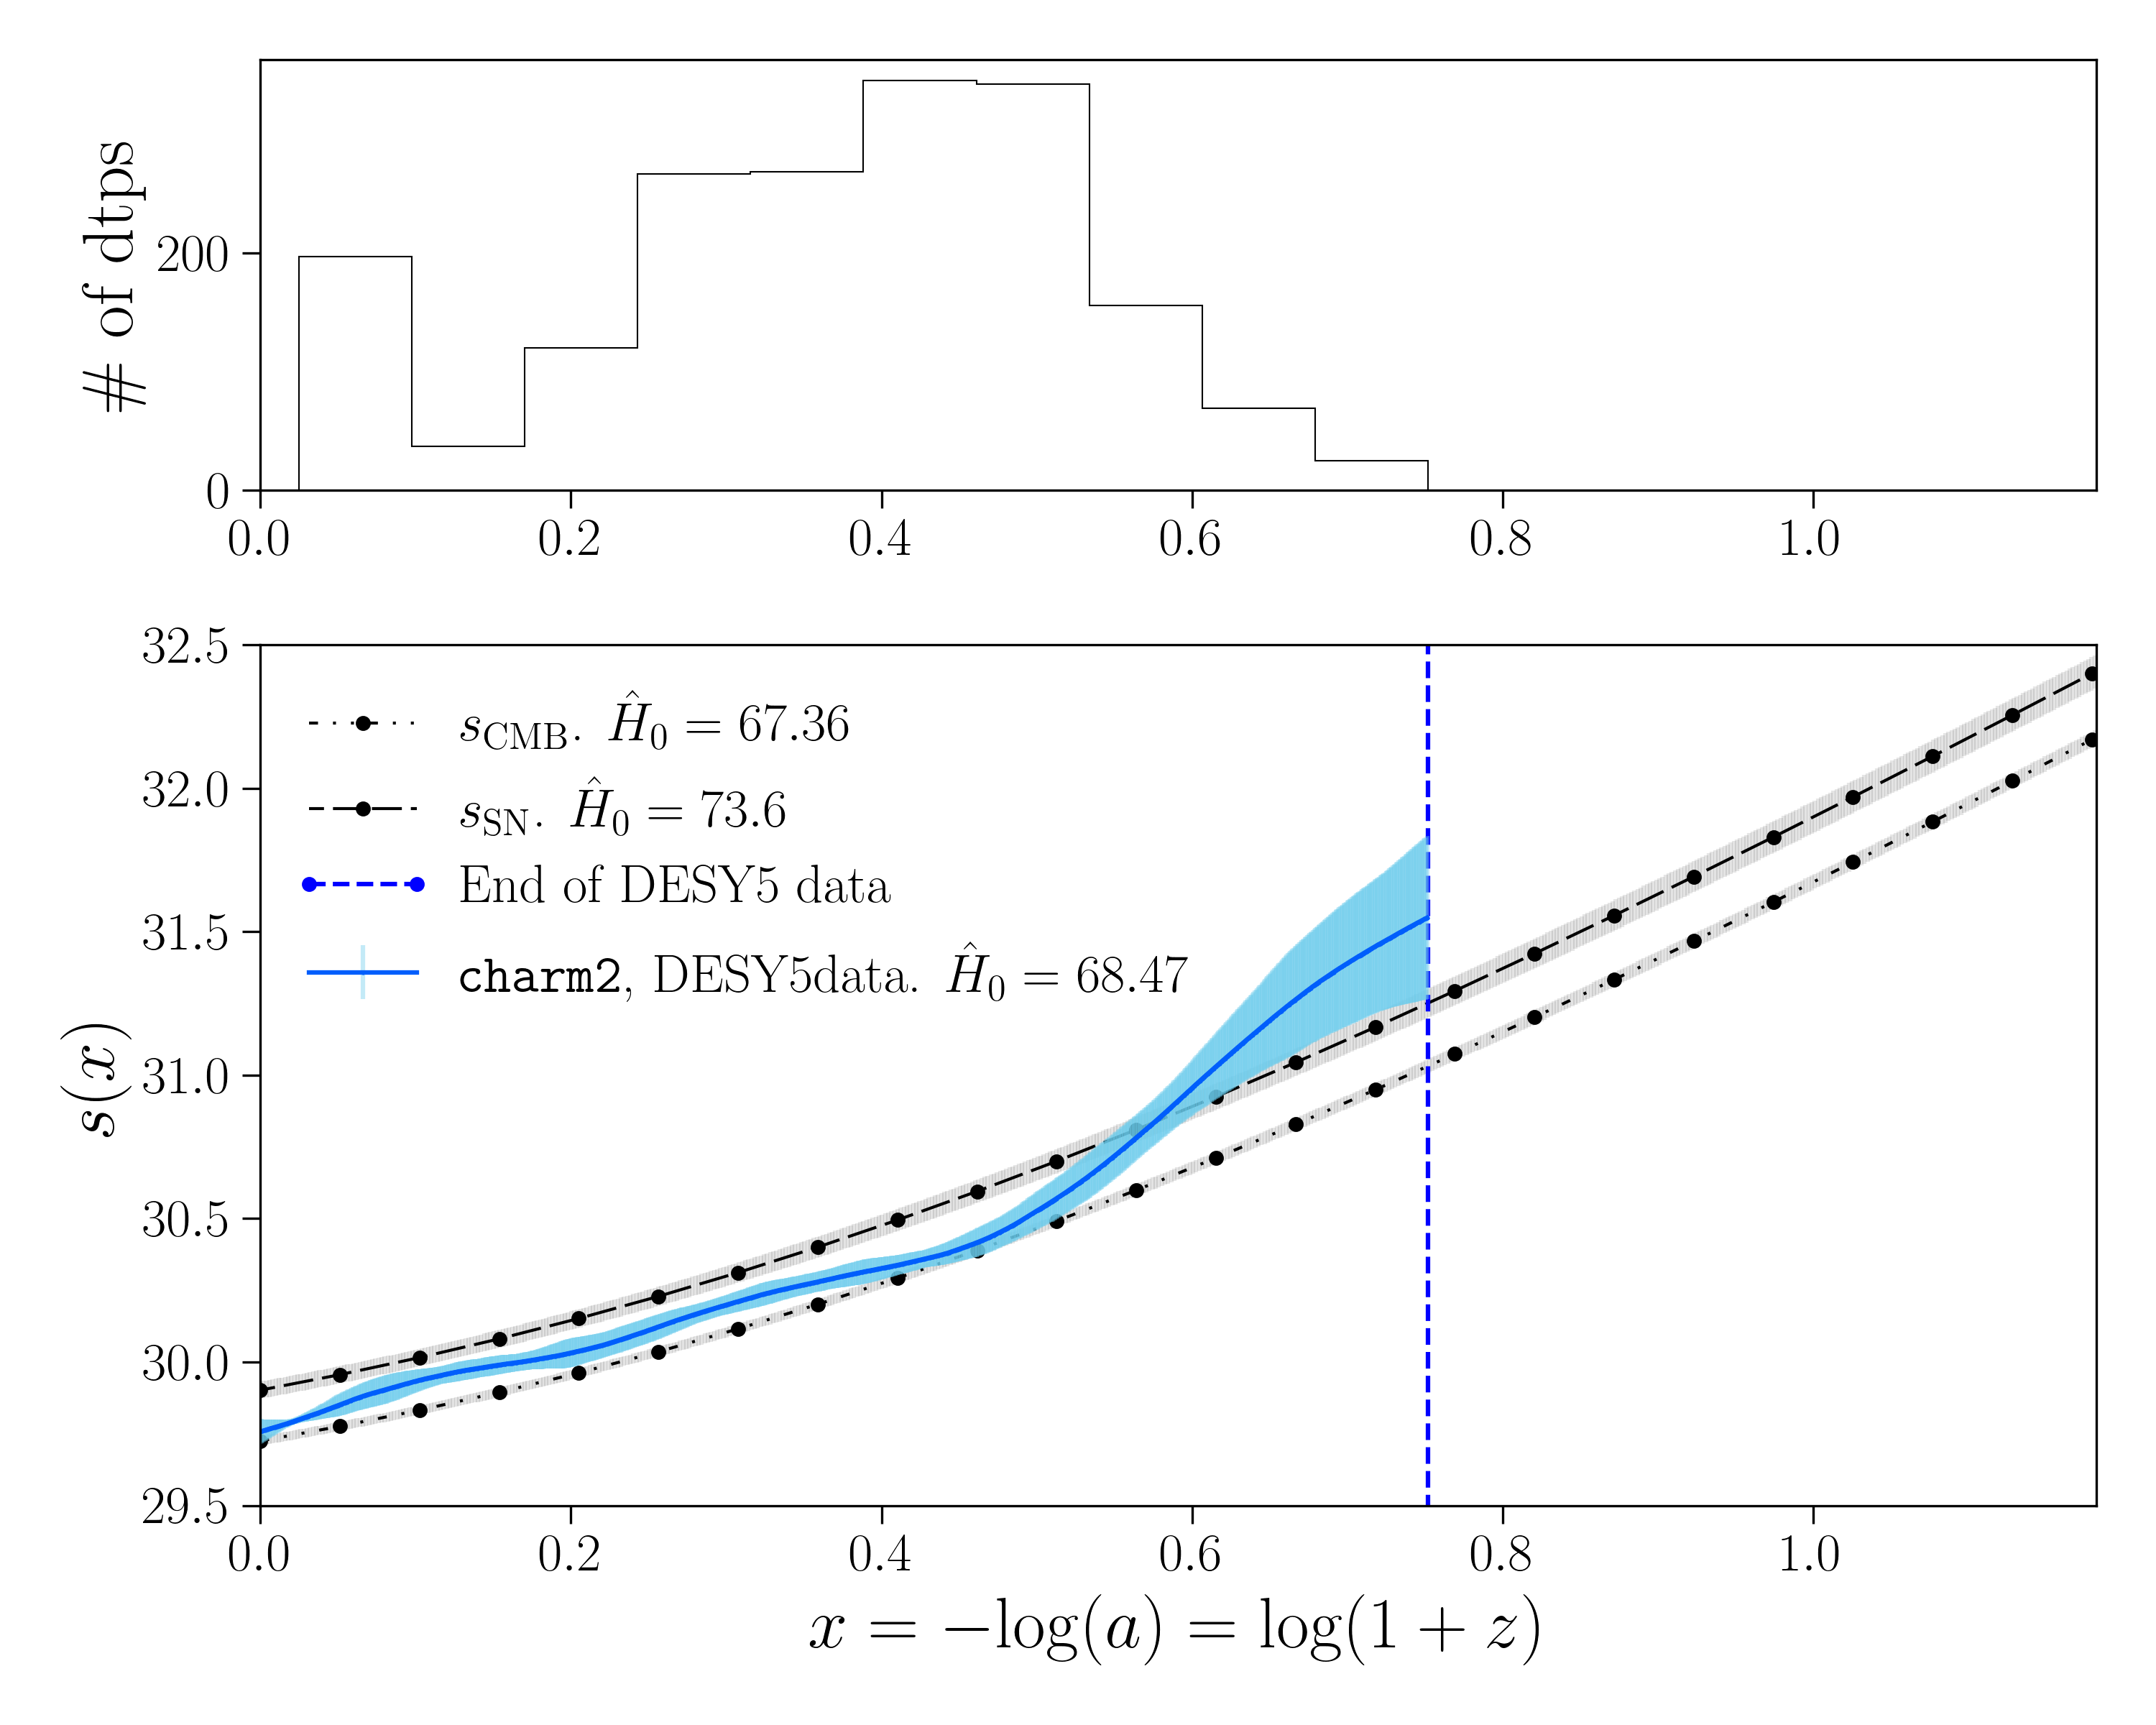 # of dtps
200
0
0.0 0.2 0.4 0.6 0.8 1.0
s(x)
32.5
32.0
31.5
31.0
30.5
30.0
29.5
s_CMB. Ĥ_0 = 67.36
s_SN. Ĥ_0 = 73.6
End of DESY5 data
charm2, DESY5data. Ĥ_0 = 68.47
0.0 0.2 0.4 0.6 0.8 1.0
x = −log(a) = log(1 + z)